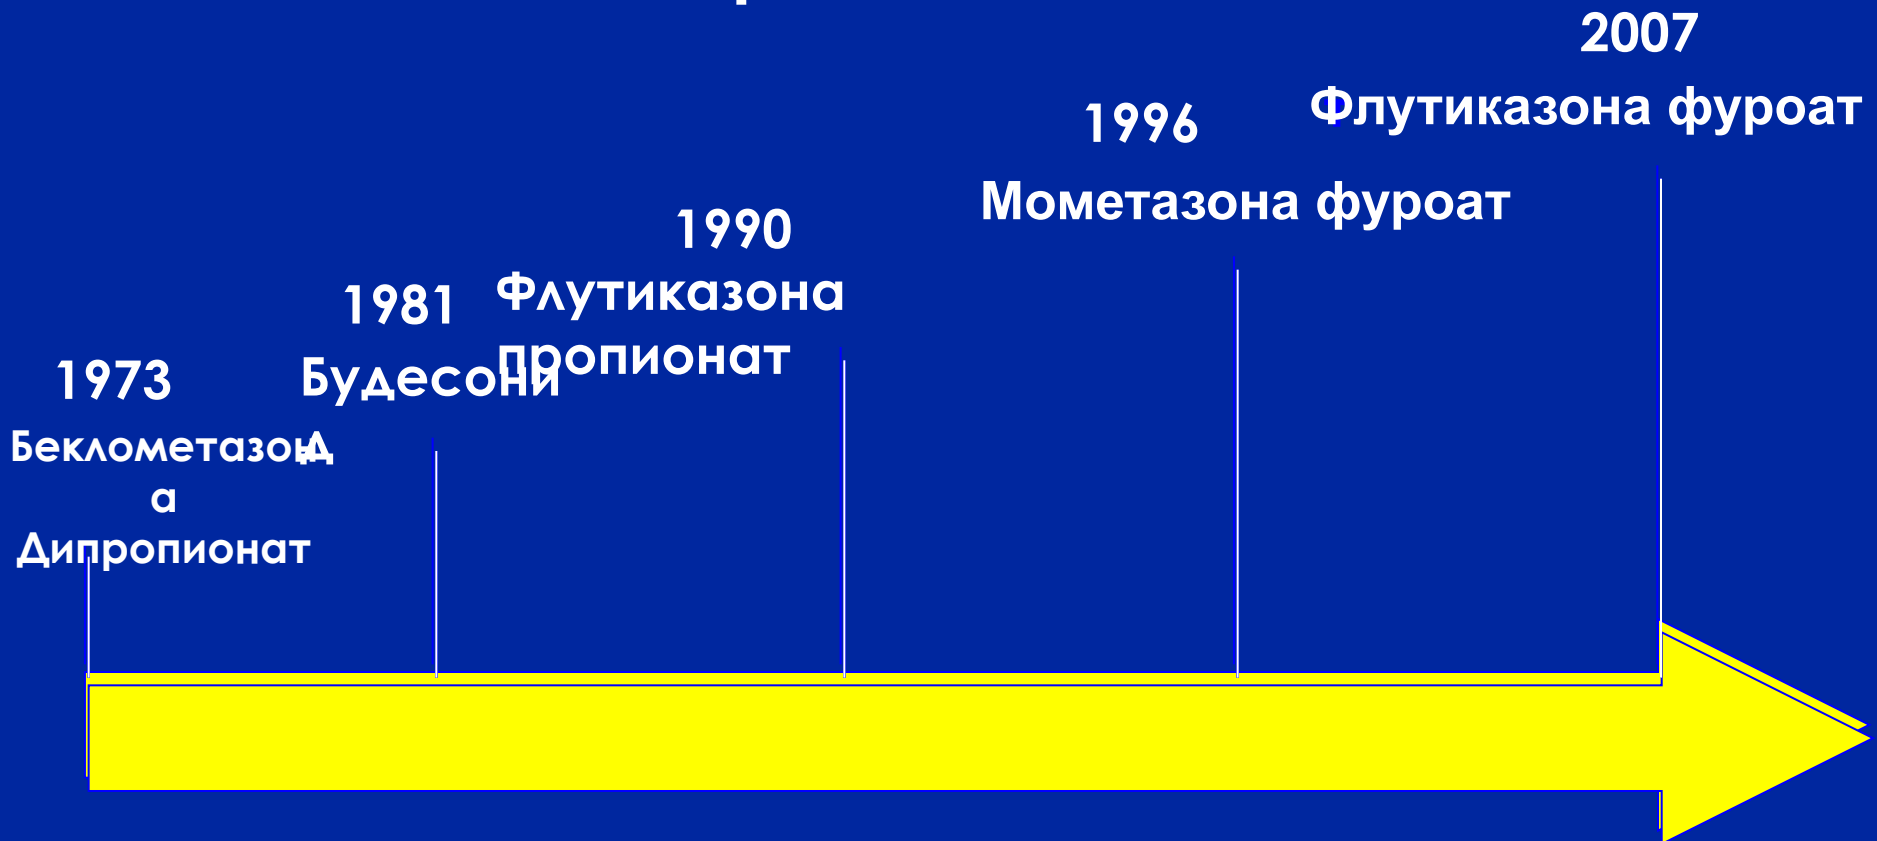 1973
Беклометазон
а
Дипропионат
1981
Будесони
д
1990
Флутиказона
пропионат
1996
Мометазона фуроат
2007
Флутиказона фуроат